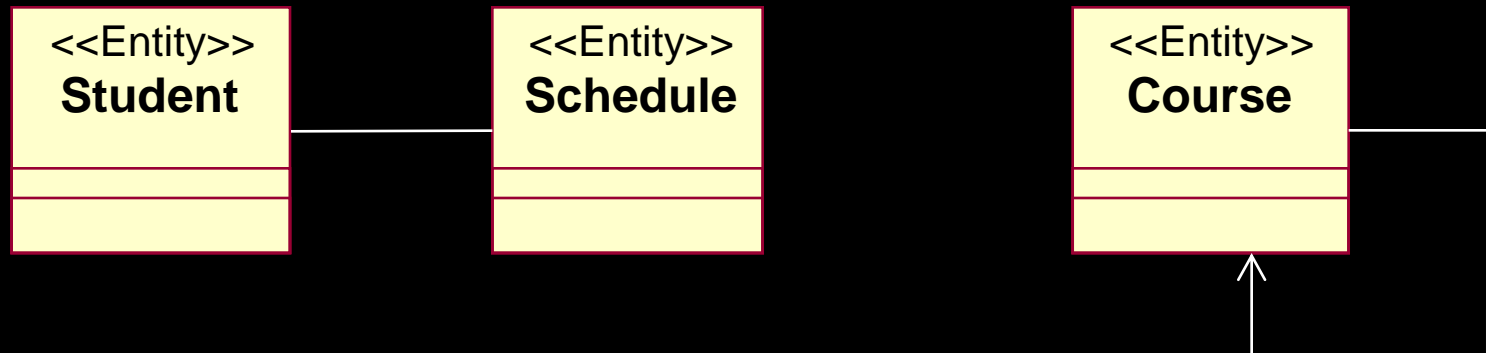 <<Entity>>
Student
<<Entity>>
Schedule
<<Entity>>
Course